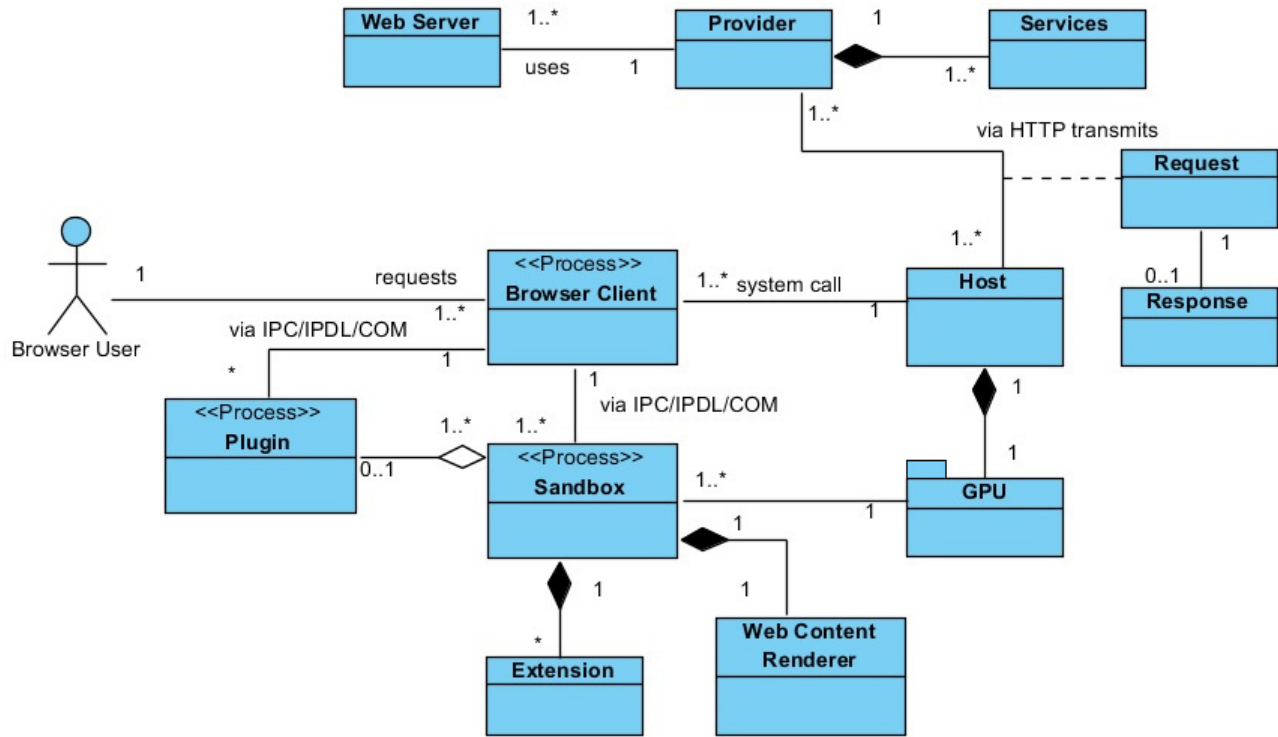 Web Server
1..*
uses
1
Provider
1
1..*
Services
1..*
via HTTP transmits
Request
1
0..1
Response
1..*
Browser User
1
requests
1..*
<<Process>>
Browser Client
1..*
system call
1
Host
via IPC/IPDL/COM
1
*
1
via IPC/IPDL/COM
1..*
<<Process>>
Plugin
0..1
1..*
<<Process>>
Sandbox
1..*
1
1
1
GPU
1
1
Web Content
Renderer
1
*
Extension